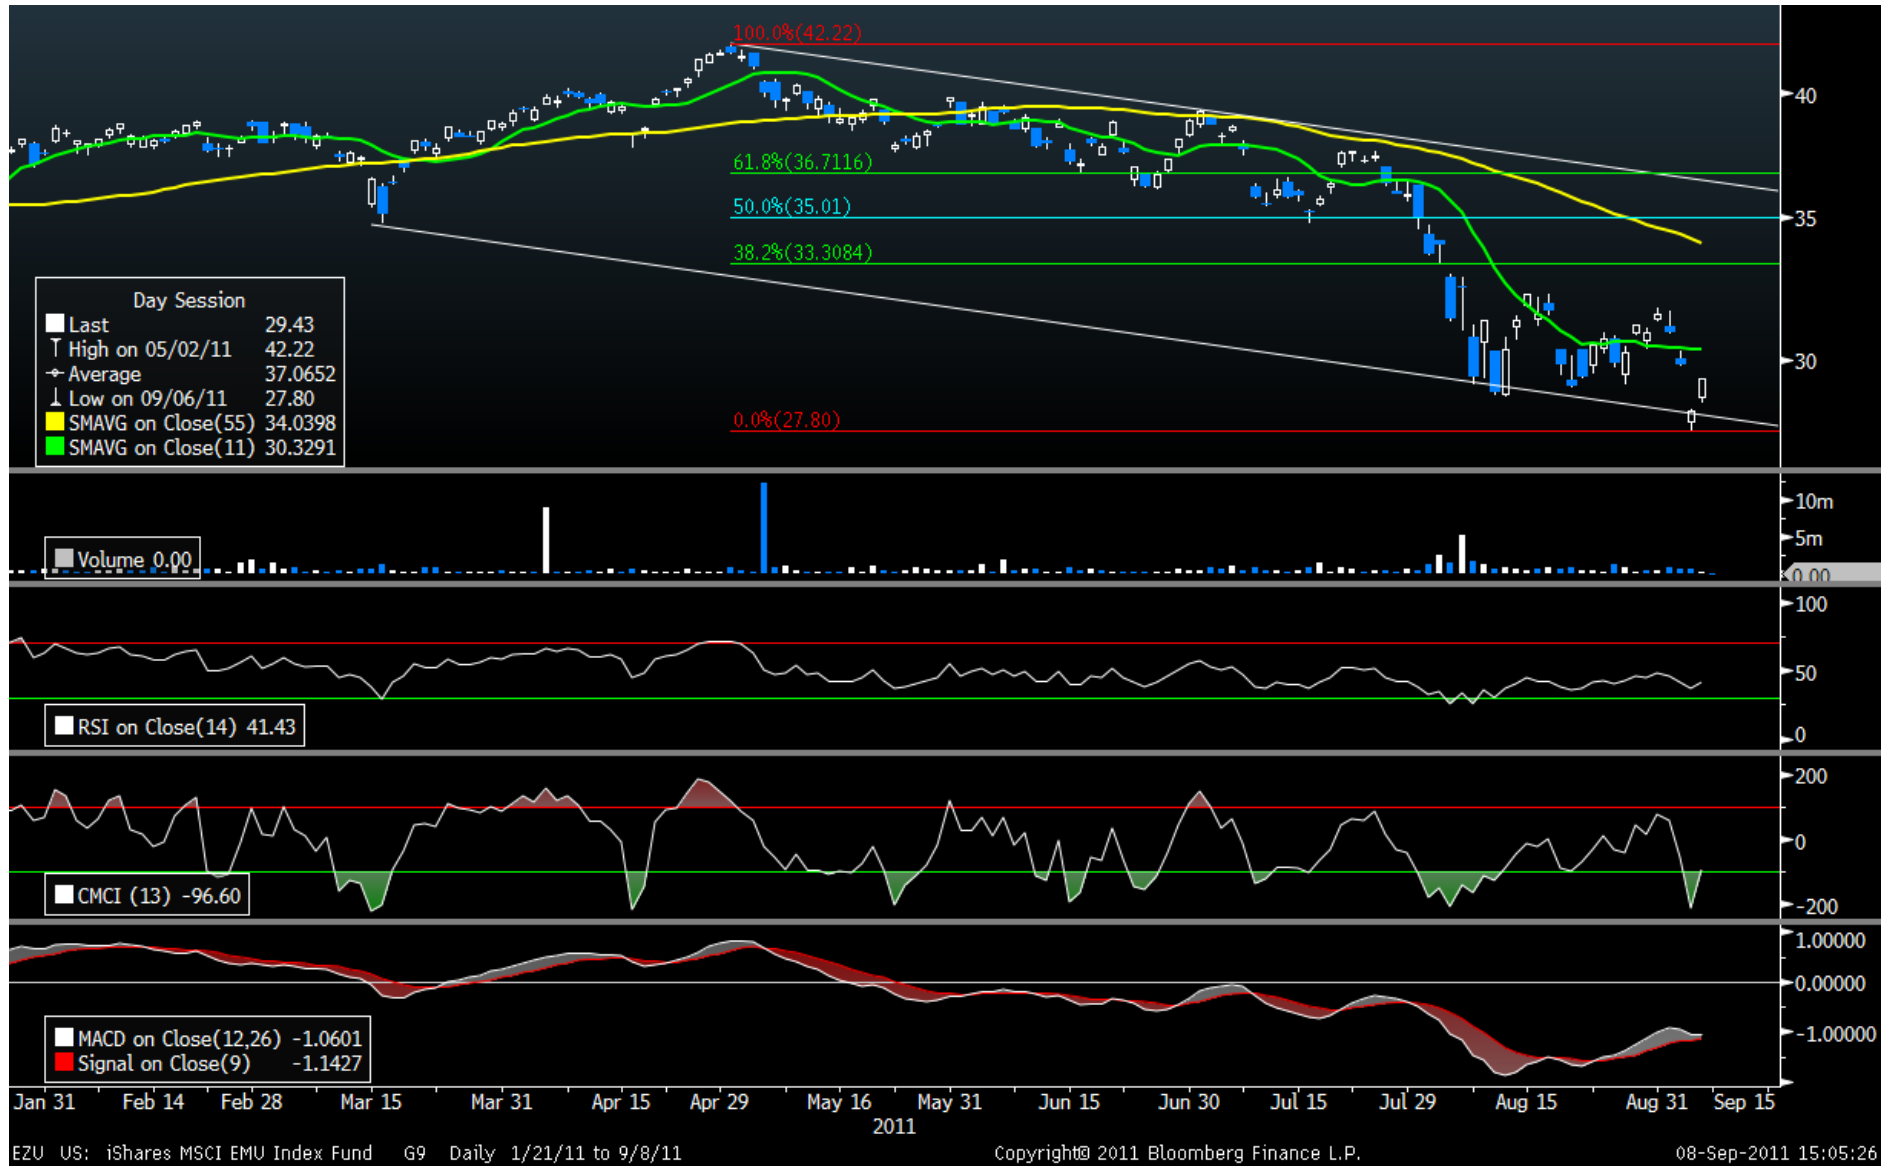 100.0%(42.22)
40
61.8%(36.7116)
50.0%(35.01)
35
38.2%(33.3084)
Day Session
Last 29.43
High on 05/02/11 42.22
Average 37.0652
Low on 09/06/11 27.80
SMAVG on Close(55) 34.0398
SMAVG on Close(11) 30.3291
30
0.0%(27.80)
10m
5m
Volume 0.00
0.00
100
50
RSI on Close(14) 41.43
0
200
0
CMCI (13) -96.60
-200
1.00000
0.00000
MACD on Close(12,26) -1.0601
Signal on Close(9) -1.1427
-1.00000
Jan 31 Feb 14 Feb 28 Mar 15 Mar 31 Apr 15 Apr 29 May 16 May 31 Jun 15 Jun 30 Jul 15 Jul 29 Aug 15 Aug 31 Sep 15
2011
EZU US: iShares MSCI EMU Index Fund G9 Daily 1/21/11 to 9/8/11 Copyright© 2011 Bloomberg Finance L.P. 08-Sep-2011 15:05:26